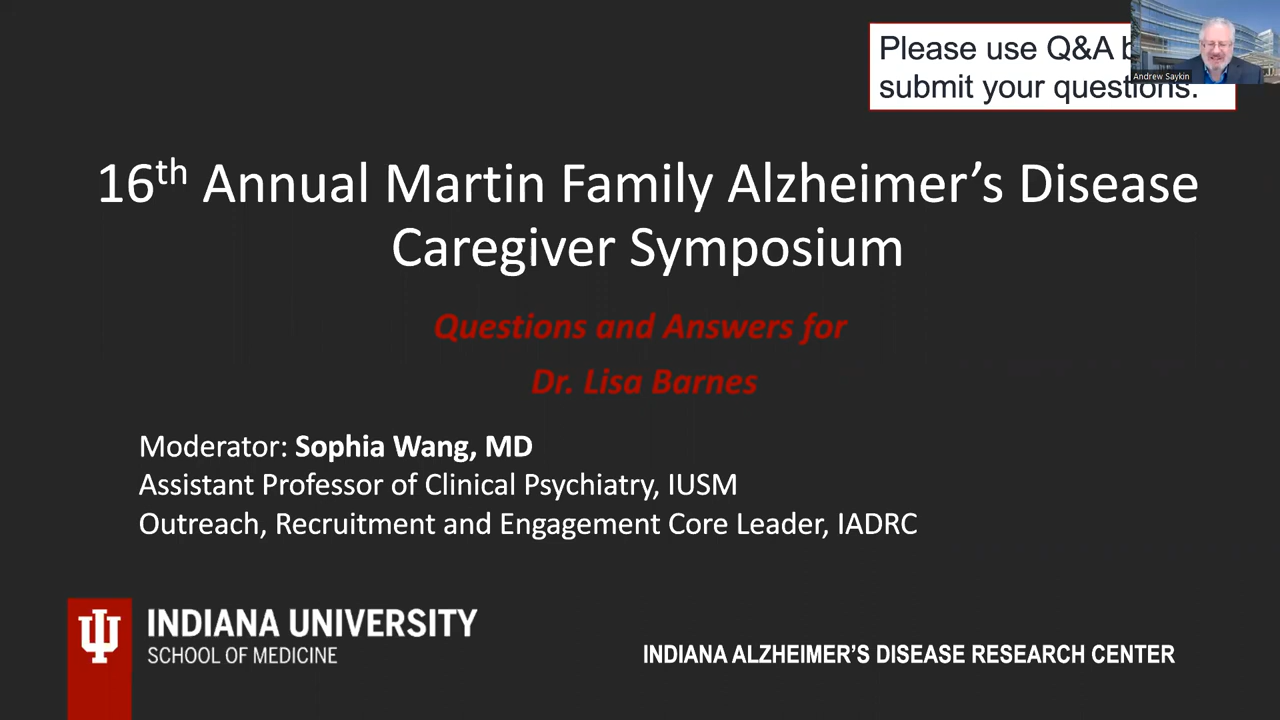 Please use Q&A b
submit your questions.
Andrew Saykin
16th Annual Martin Family Alzheimer’s Disease
Caregiver Symposium
Questions and Answers for
Dr. Lisa Barnes
Moderator: Sophia Wang, MD
Assistant Professor of Clinical Psychiatry, IUSM
Outreach, Recruitment and Engagement Core Leader, IADRC
INDIANA UNIVERSITY
SCHOOL OF MEDICINE
INDIANA ALZHEIMER’S DISEASE RESEARCH CENTER